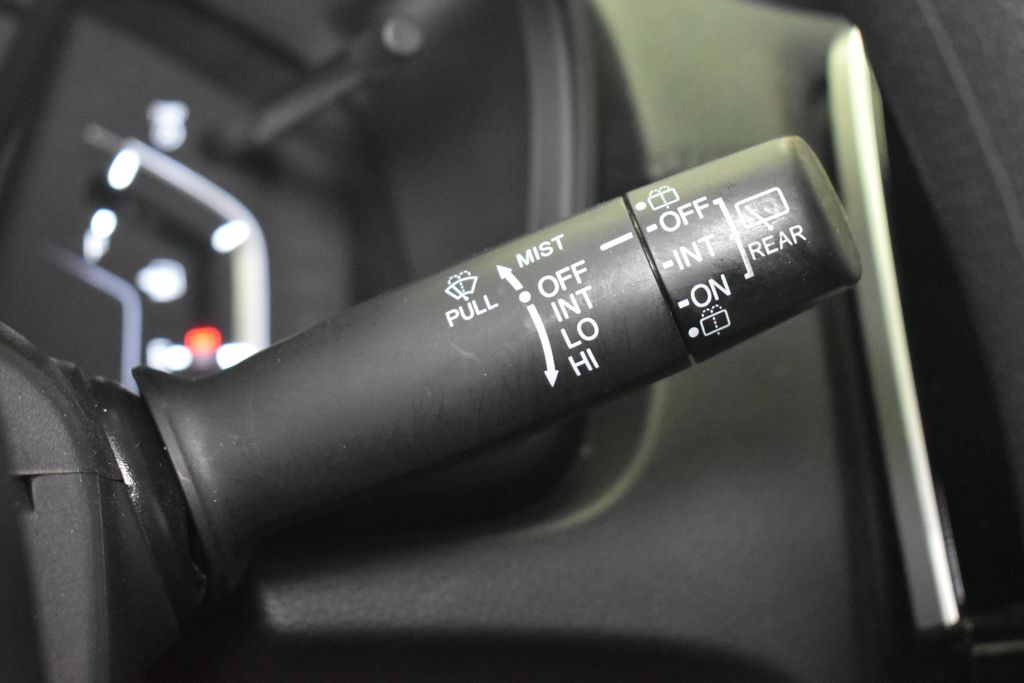 MIST
OFF
INT
LO
HI
PULL
OFF
INT
ON
REAR